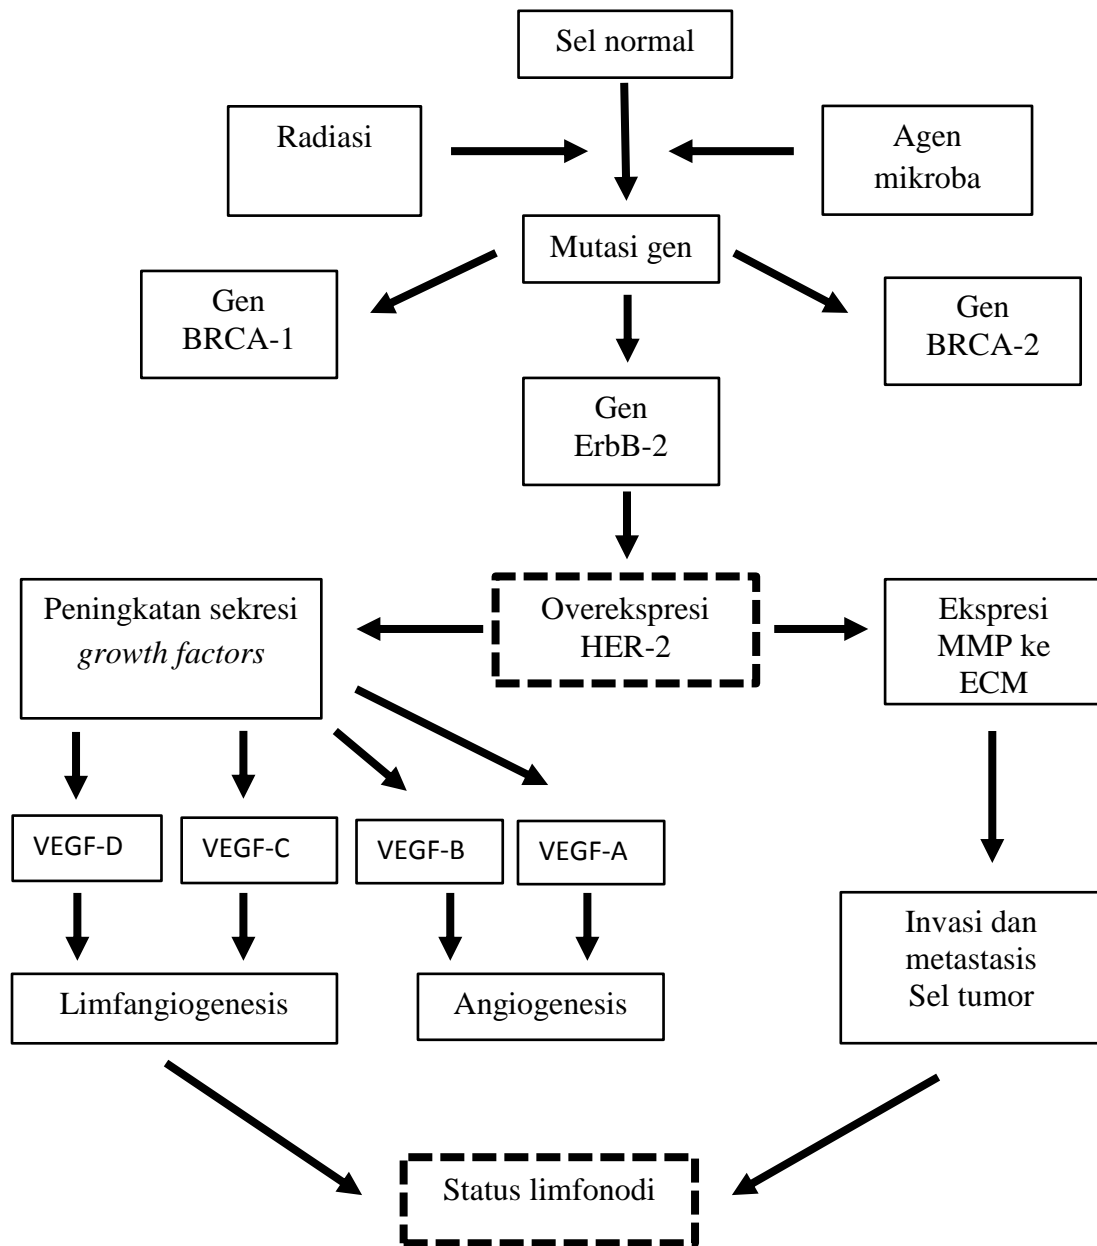 Sel normal
Radiasi
Agen
mikroba
Mutasi gen
Gen
BRCA-1
Gen
BRCA-2
Gen
ErbB-2
Peningkatan sekresi
growth factors
Overekspresi
HER-2
Ekspresi
MMP ke
ECM
VEGF-D
VEGF-C
VEGF-B
VEGF-A
Invasi dan
metastasis
Sel tumor
Limfangiogenesis
Angiogenesis
Status limfonodi